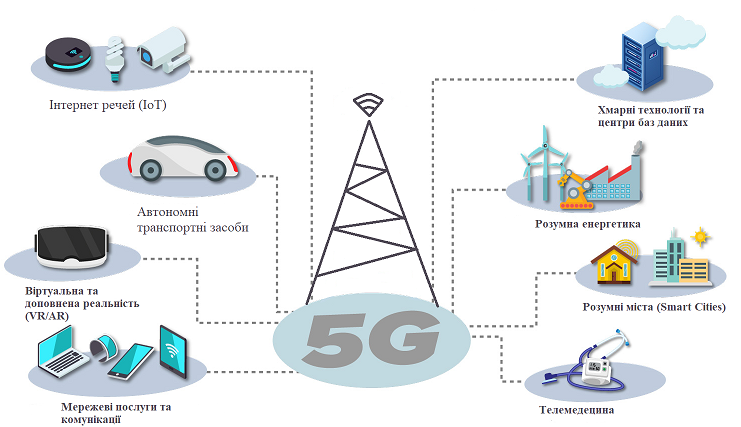 Інтернет речей (IoT)
Автономні
транспортні засоби
Віртуальна та
доповнена реальність
(VR/AR)
Мережеві послуги та
комунікації
5G
Хмарні технології та
центри баз даних
Розумна енергетика
Розумні міста (Smart Cities)
Телемедецина